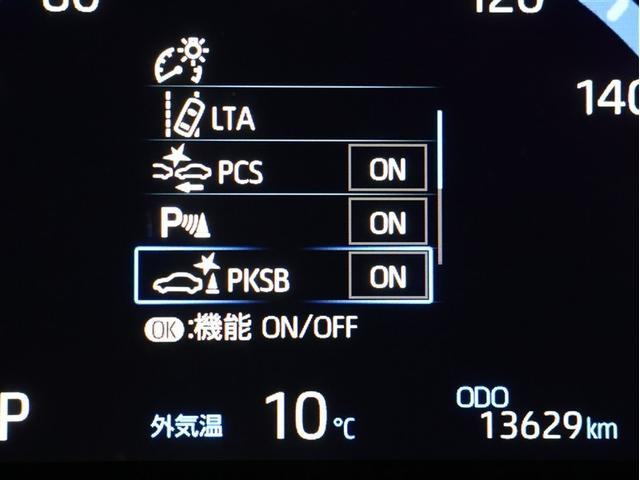 120
140
LTA
PCS ON
P ON
PKSB ON
OK:機能 ON/OFF
P
外気温 10℃
ODO
13629km